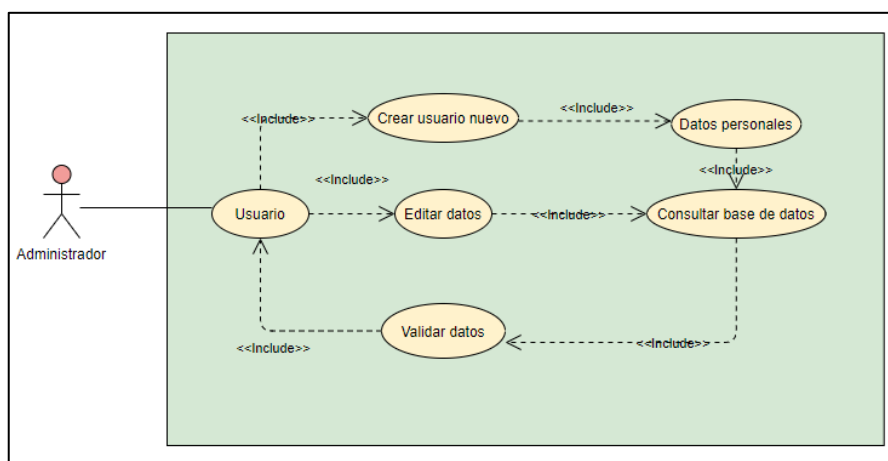 <<Include>>
Crear usuario nuevo
<<Include>>
Datos personales
<<Include>>
<<Include>>
Usuario
Editar datos
<<Include>>
Consultar base de datos
Administrador
Validar datos
<<Include>>
<<Include>>